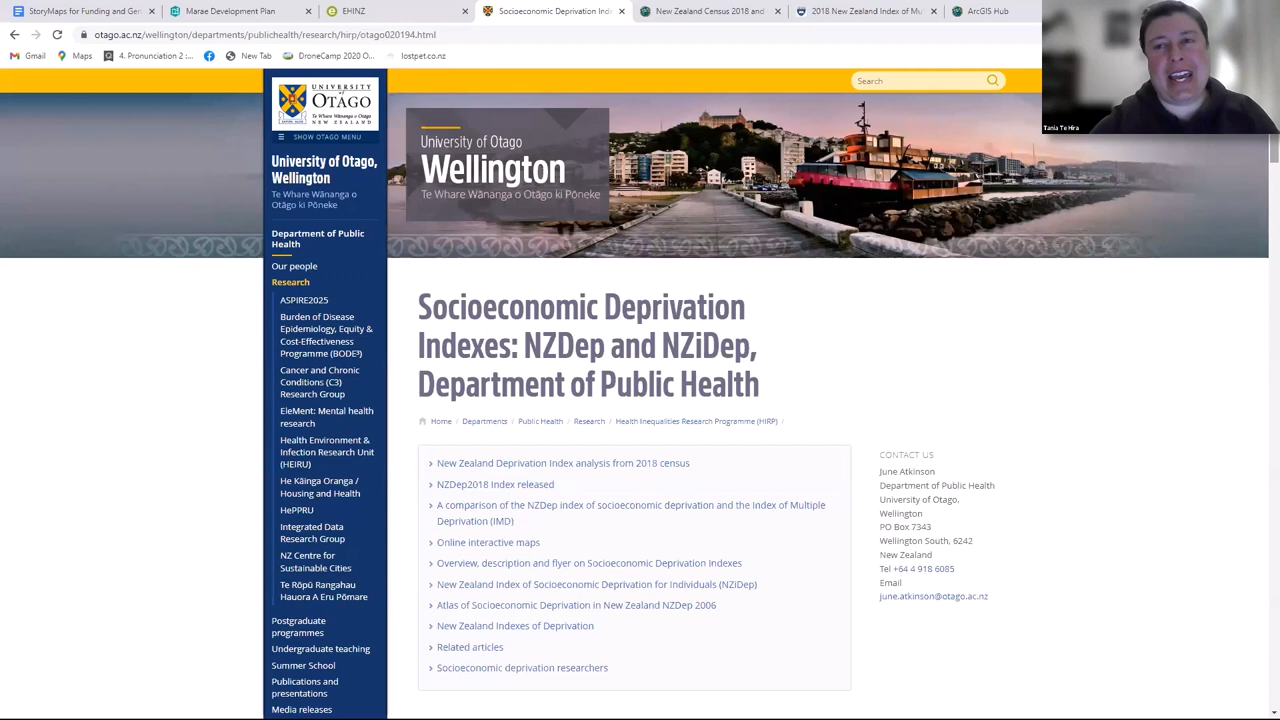 StoryMaps for Funding and Gen
Marae Development Plan
EHINZ
Socioeconomic Deprivation Inde
New Zealand Census 2018 and
2018 New Zealand Index of Mu
ArcGIS Hub
otago.ac.nz/wellington/departments/publichealth/research/hirp/otago020194.html
Gmail
Maps
4. Pronunciation 2 :...
New Tab
DroneCamp 2020 O...
lostpet.co.nz
Tania Te Hira
Search
UNIVERSITY
of
OTAGO
Te Whare Wānanga o Otāgo
NEW ZEALAND
SHOW OTAGO MENU
University of Otago,
Wellington
Te Whare Wānanga o
Otāgo ki Pōneke
Department of Public
Health
Our people
Research
ASPIRE2025
Burden of Disease
Epidemiology, Equity &
Cost-Effectiveness
Programme (BODE³)
Cancer and Chronic
Conditions (C3)
Research Group
EleMent: Mental health
research
Health Environment &
Infection Research Unit
(HEIRU)
He Kāinga Oranga /
Housing and Health
HePPRU
Integrated Data
Research Group
NZ Centre for
Sustainable Cities
Te Rōpū Rangahau
Hauora A Eru Pōmare
Postgraduate
programmes
Undergraduate teaching
Summer School
Publications and
presentations
Media releases
University of Otago
Wellington
Te Whare Wānanga o Otāgo ki Pōneke
Socioeconomic Deprivation
Indexes: NZDep and NZiDep,
Department of Public Health
Home / Departments / Public Health / Research / Health Inequalities Research Programme (HIRP) /
New Zealand Deprivation Index analysis from 2018 census
NZDep2018 Index released
A comparison of the NZDep index of socioeconomic deprivation and the Index of Multiple
Deprivation (IMD)
Online interactive maps
Overview, description and flyer on Socioeconomic Deprivation Indexes
New Zealand Index of Socioeconomic Deprivation for Individuals (NZiDep)
Atlas of Socioeconomic Deprivation in New Zealand NZDep 2006
New Zealand Indexes of Deprivation
Related articles
Socioeconomic deprivation researchers
CONTACT US
June Atkinson
Department of Public Health
University of Otago,
Wellington
PO Box 7343
Wellington South, 6242
New Zealand
Tel +64 4 918 6085
Email
june.atkinson@otago.ac.nz